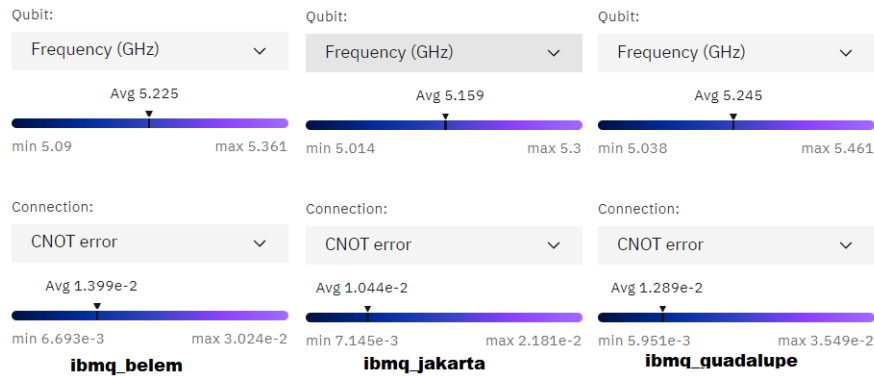 Qubit:
Frequency (GHz)
Avg 5.225
min 5.09 max 5.361
Connection:
CNOT error
Avg 1.399e-2
min 6.693e-3 max 3.024e-2
ibmq_belem
Qubit:
Frequency (GHz)
Avg 5.159
min 5.014 max 5.3
Connection:
CNOT error
Avg 1.044e-2
min 7.145e-3 max 2.181e-2
ibmq_jakarta
Qubit:
Frequency (GHz)
Avg 5.245
min 5.038 max 5.461
Connection:
CNOT error
Avg 1.289e-2
min 5.951e-3 max 3.549e-2
ibmq_guadalupe